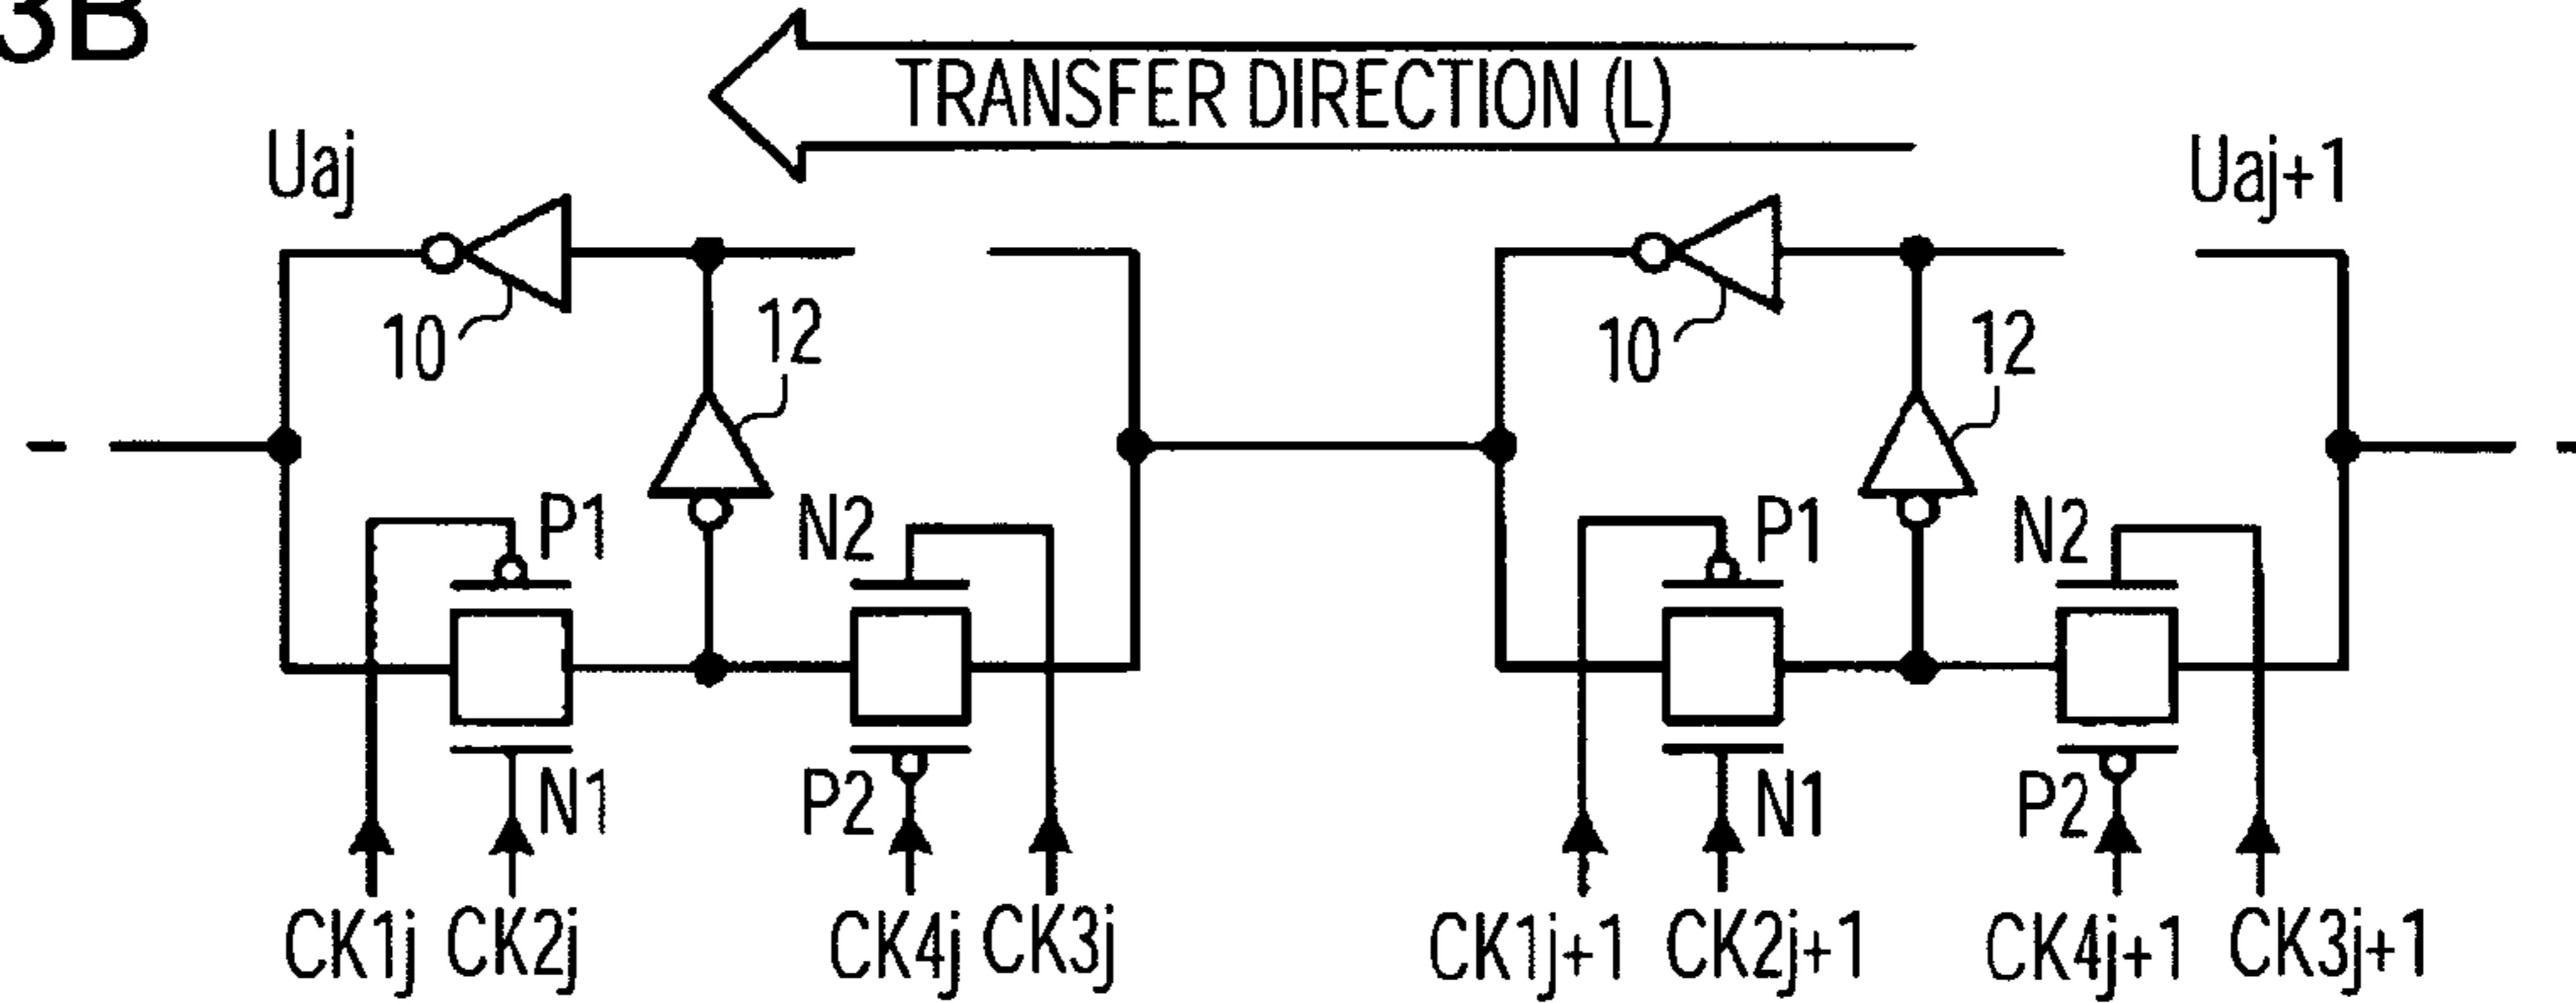 3B
TRANSFER DIRECTION (L)
Uaj
Uaj+1
10
12
10
12
P1
N2
P1
N2
N1
P2
N1
P2
CK1j CK2j CK4j CK3j CK1j+1 CK2j+1 CK4j+1 CK3j+1